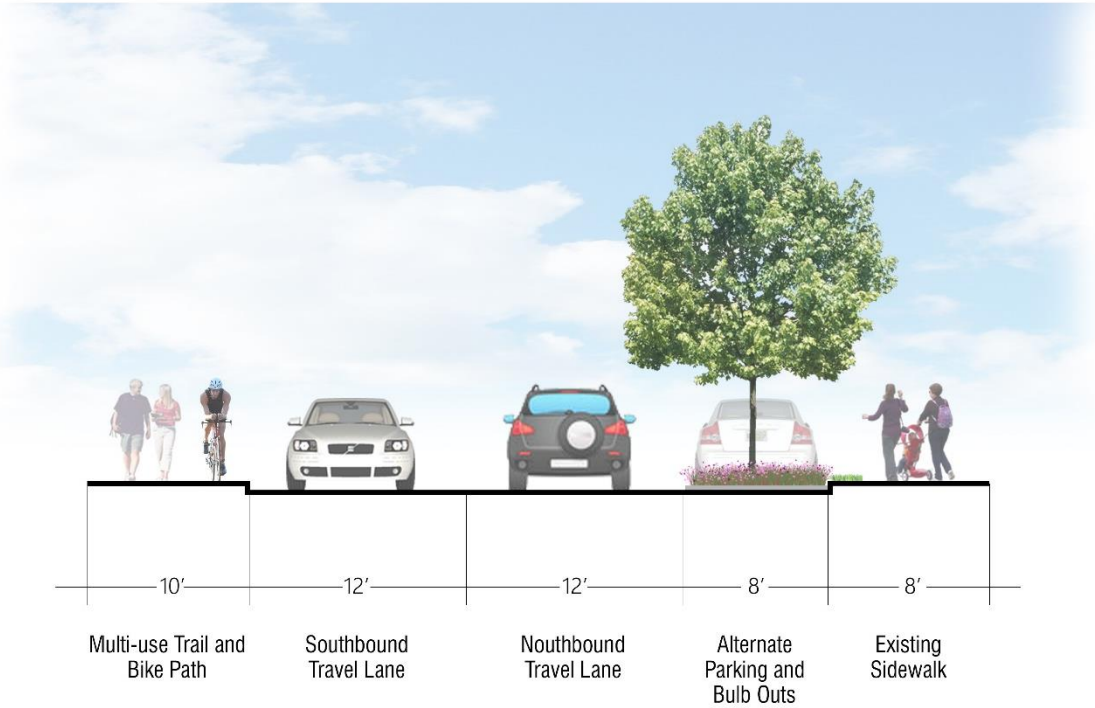 10′
12′
12′
8′
8′
Multi-use Trail and
Bike Path
Southbound
Travel Lane
Nouthbound
Travel Lane
Alternate
Parking and
Bulb Outs
Existing
Sidewalk